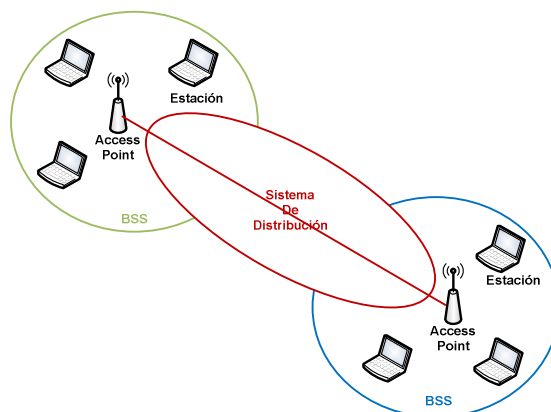 Estación
Access
Point
BSS
Sistema
De
Distribución
Estación
Access
Point
BSS